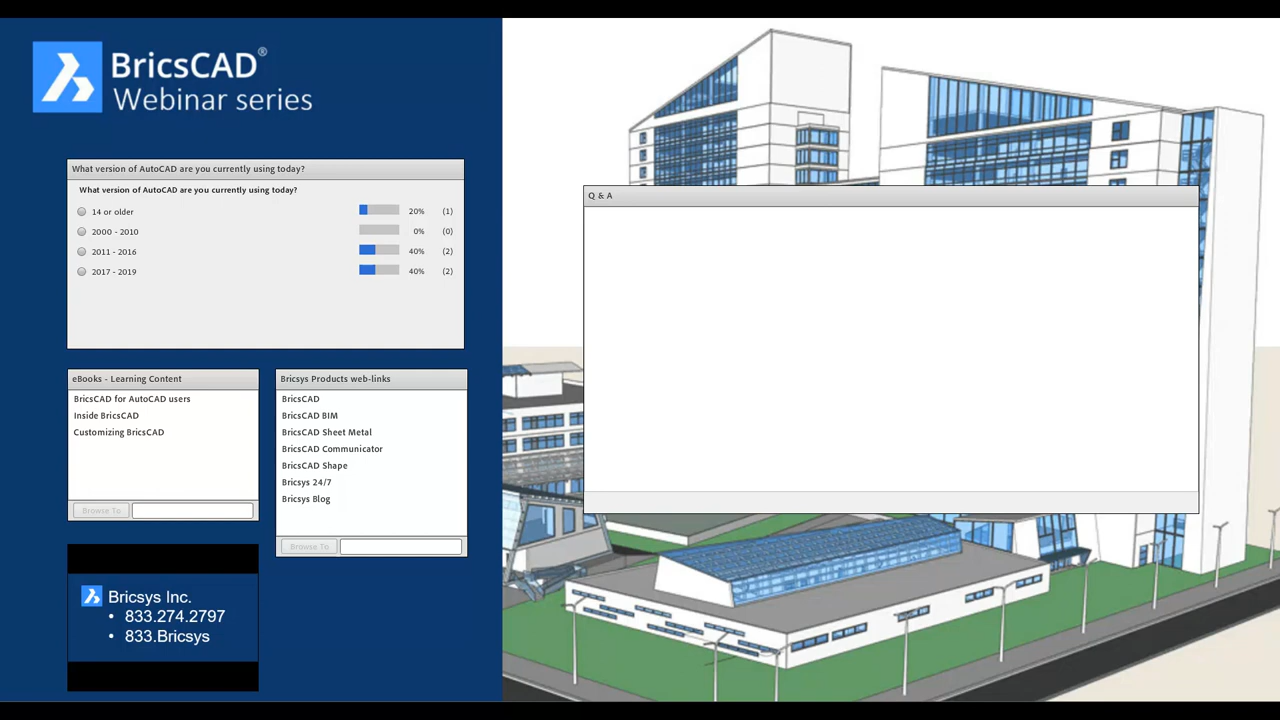 BricsCAD®
Webinar series
What version of AutoCAD are you currently using today?
What version of AutoCAD are you currently using today?
14 or older 20% (1)
2000 - 2010 0% (0)
2011 - 2016 40% (2)
2017 - 2019 40% (2)
Q & A
eBooks - Learning Content
BricsCAD for AutoCAD users
Inside BricsCAD
Customizing BricsCAD
Browse To
Bricsys Products web-links
BricsCAD
BricsCAD BIM
BricsCAD Sheet Metal
BricsCAD Communicator
BricsCAD Shape
Bricsys 24/7
Bricsys Blog
Browse To
Bricsys Inc.
• 833.274.2797
• 833.Bricsys